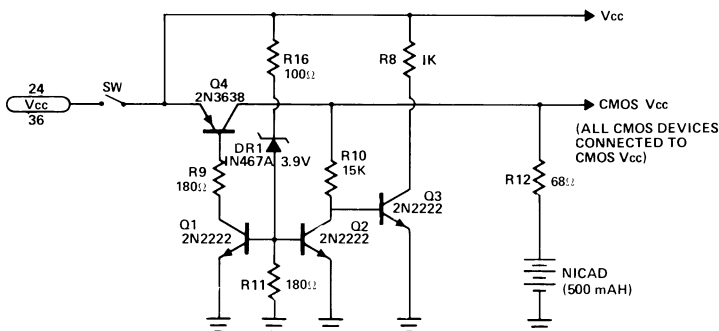 Vcc
R16
100Ω
R8
1K
24
Vcc
36
SW
Q4
2N3638
CMOS Vcc
(ALL CMOS DEVICES
CONNECTED TO
CMOS Vcc)
DR1
1N467A 3.9V
R9
180Ω
R10
15K
R12
68Ω
Q3
2N2222
Q1
2N2222
Q2
2N2222
R11
180Ω
NICAD
(500 mAH)